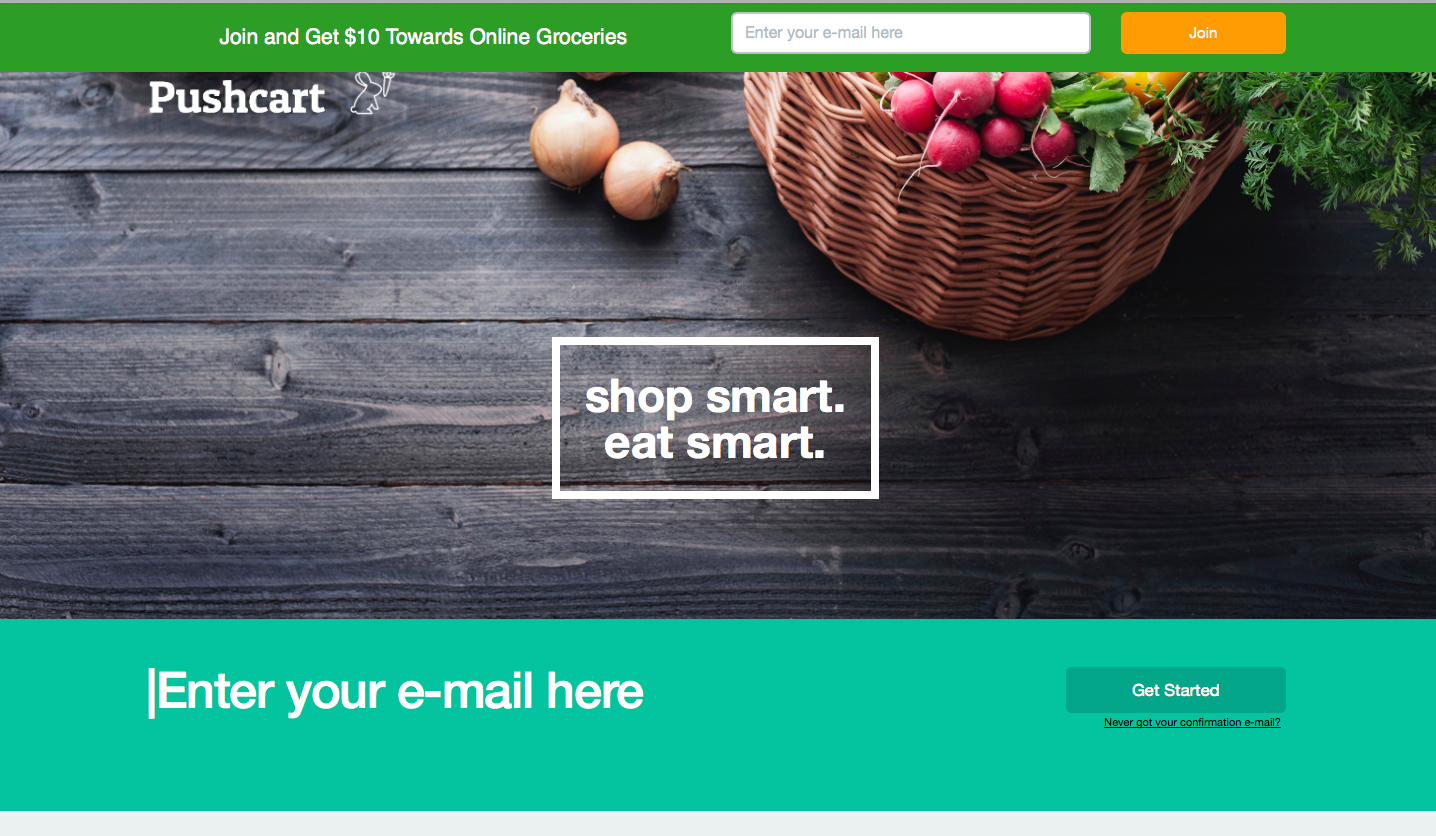 Join and Get $10 Towards Online Groceries
Enter your e-mail here
Join
Pushcart
shop smart.
eat smart.
Enter your e-mail here
Get Started
Never got your confirmation e-mail?